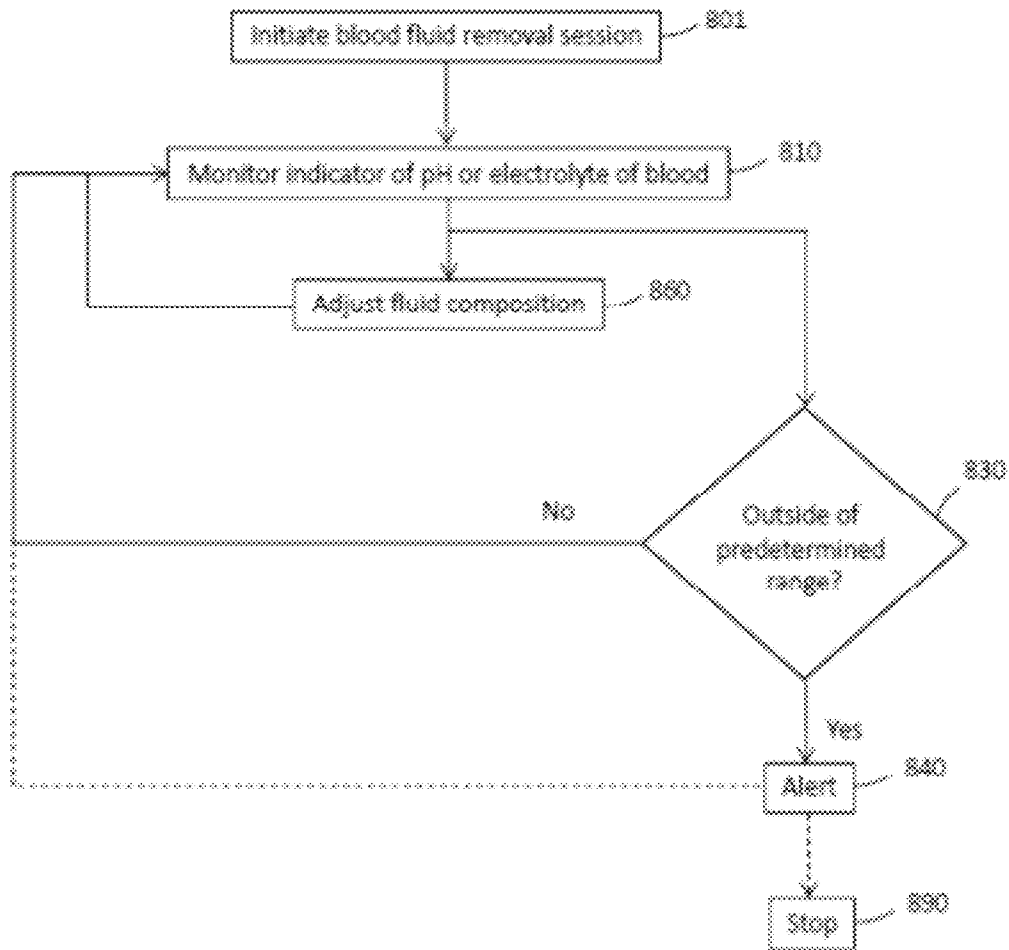 Initiate blood fluid removal session
801
Monitor indicator of pH or electrolyte of blood
810
Adjust fluid composition
860
830
No
Outside of
predetermined
range?
Yes
Alert
840
Stop
890